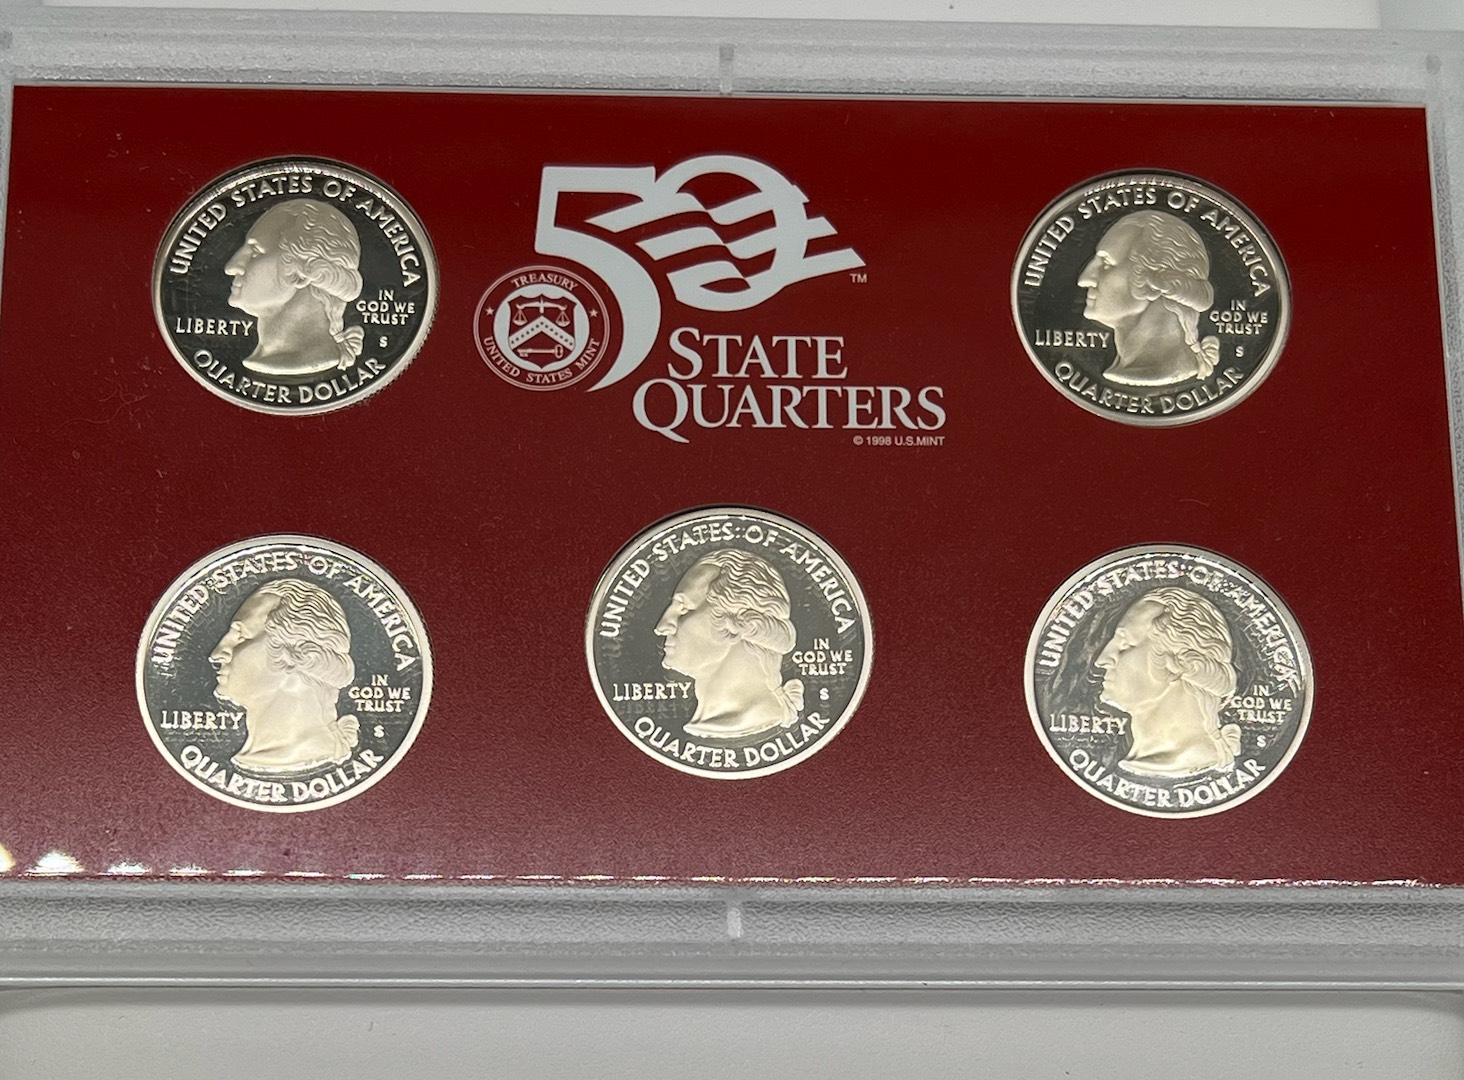 UNITED STATES OF AMERICA
LIBERTY
IN
GOD WE
TRUST
S
QUARTER DOLLAR
50
TM
TREASURY
UNITED STATES MINT
STATE
QUARTERS
© 1998 U.S.MINT
UNITED STATES OF AMERICA
LIBERTY
IN
GOD WE
TRUST
S
QUARTER DOLLAR
UNITED STATES OF AMERICA
LIBERTY
IN
GOD WE
TRUST
S
QUARTER DOLLAR
UNITED STATES OF AMERICA
LIBERTY
IN
GOD WE
TRUST
S
QUARTER DOLLAR
UNITED STATES OF AMERICA
LIBERTY
IN
GOD WE
TRUST
S
QUARTER DOLLAR